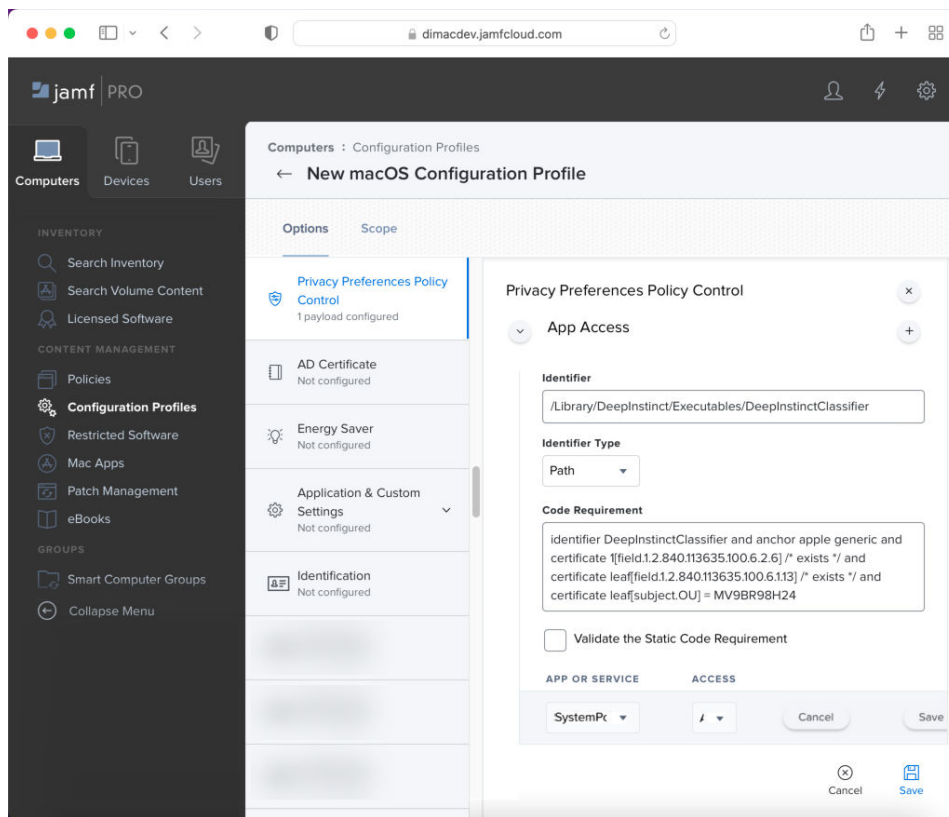 dimacdev.jamfcloud.com
jamf PRO
Computers
Devices
Users
INVENTORY
Search Inventory
Search Volume Content
Licensed Software
CONTENT MANAGEMENT
Policies
Configuration Profiles
Restricted Software
Mac Apps
Patch Management
eBooks
GROUPS
Smart Computer Groups
Collapse Menu
Computers : Configuration Profiles
← New macOS Configuration Profile
Options
Scope
Privacy Preferences Policy
Control
1 payload configured
AD Certificate
Not configured
Energy Saver
Not configured
Application & Custom
Settings
Not configured
Identification
Not configured
Privacy Preferences Policy Control
App Access
Identifier
/Library/DeepInstinct/Executables/DeepInstinctClassifier
Identifier Type
Path
Code Requirement
identifier DeepInstinctClassifier and anchor apple generic and
certificate 1[field.1.2.840.113635.100.6.2.6] /* exists */ and
certificate leaf[field.1.2.840.113635.100.6.1.13] /* exists */ and
certificate leaf[subject.OU] = MV9BR98H24
Validate the Static Code Requirement
APP OR SERVICE ACCESS
SystemPc
Cancel
Save
Cancel
Save